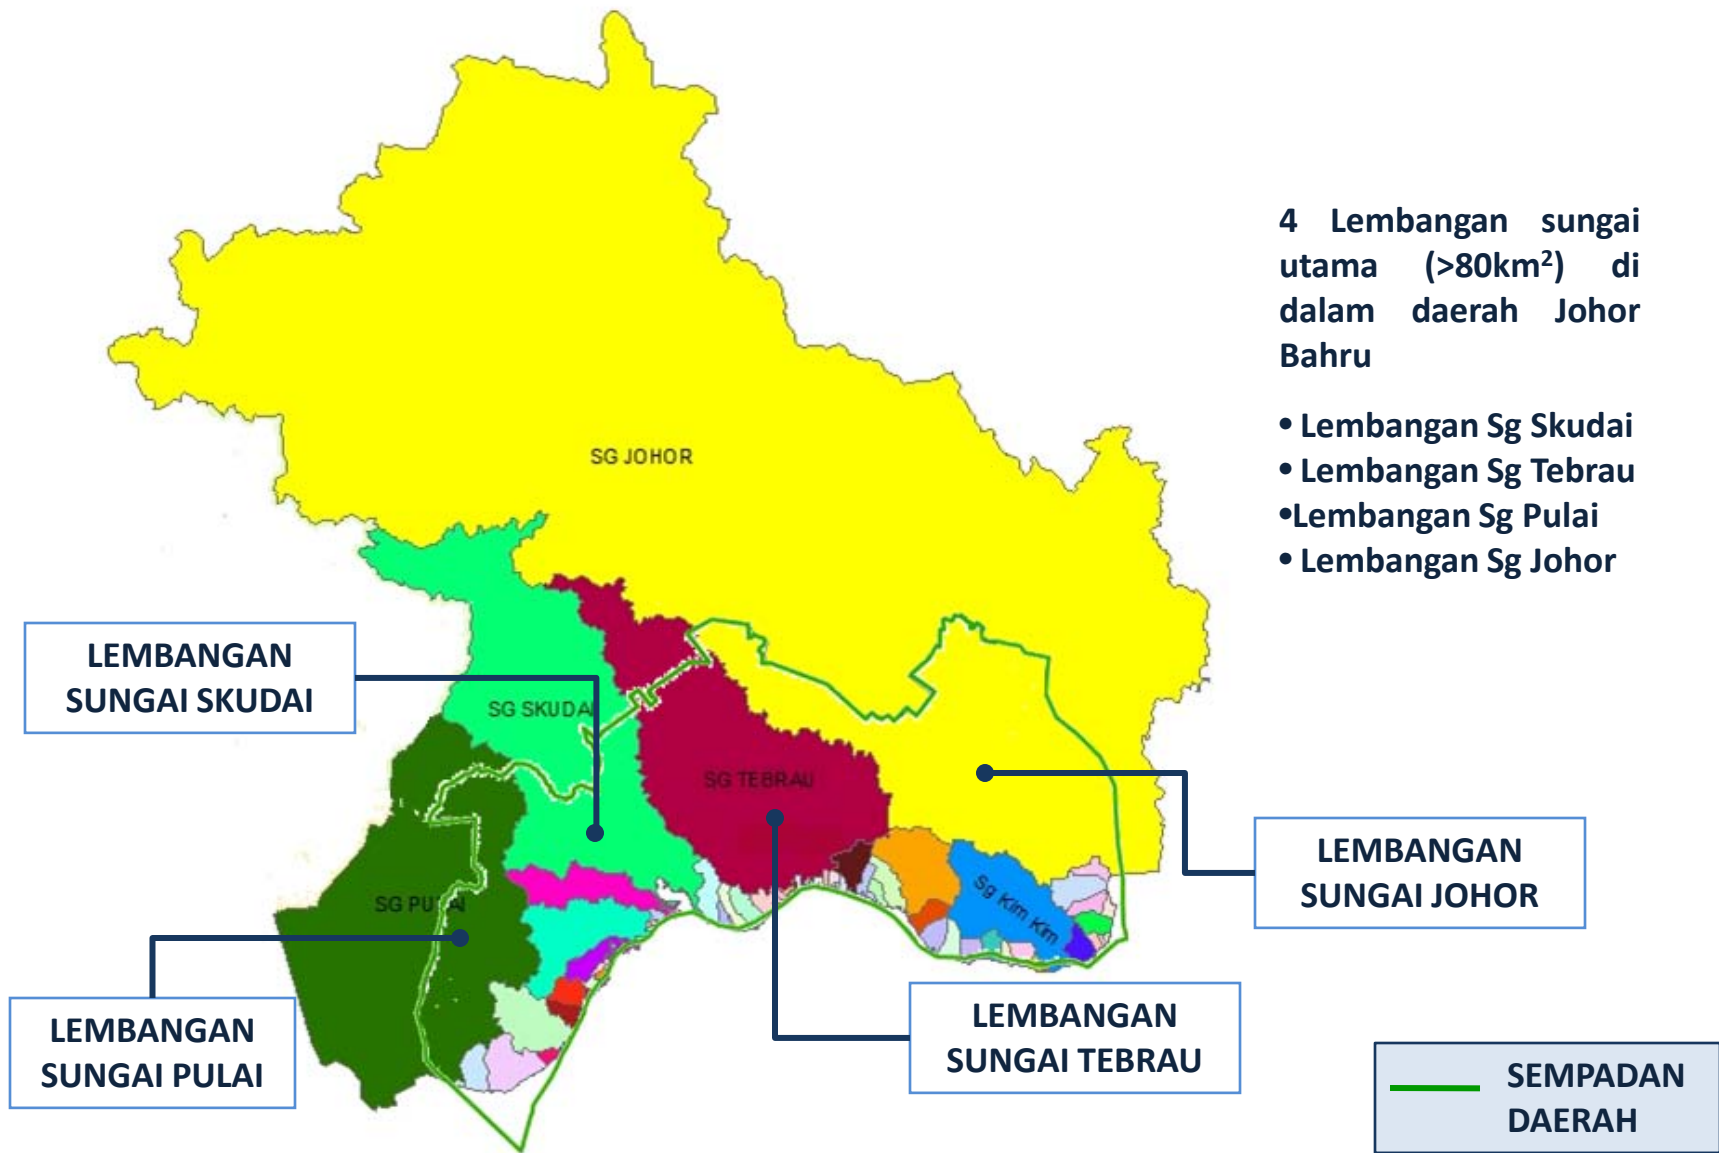 4 Lembangan sungai
utama (>80km²) di
dalam daerah Johor
Bahru
• Lembangan Sg Skudai
• Lembangan Sg Tebrau
•Lembangan Sg Pulai
• Lembangan Sg Johor
SG JOHOR
LEMBANGAN
SUNGAI SKUDAI
SG SKUDAI
SG TEBRAU
LEMBANGAN
SUNGAI JOHOR
Sg Kim Kim
SG PULAI
LEMBANGAN
SUNGAI PULAI
LEMBANGAN
SUNGAI TEBRAU
SEMPADAN
DAERAH